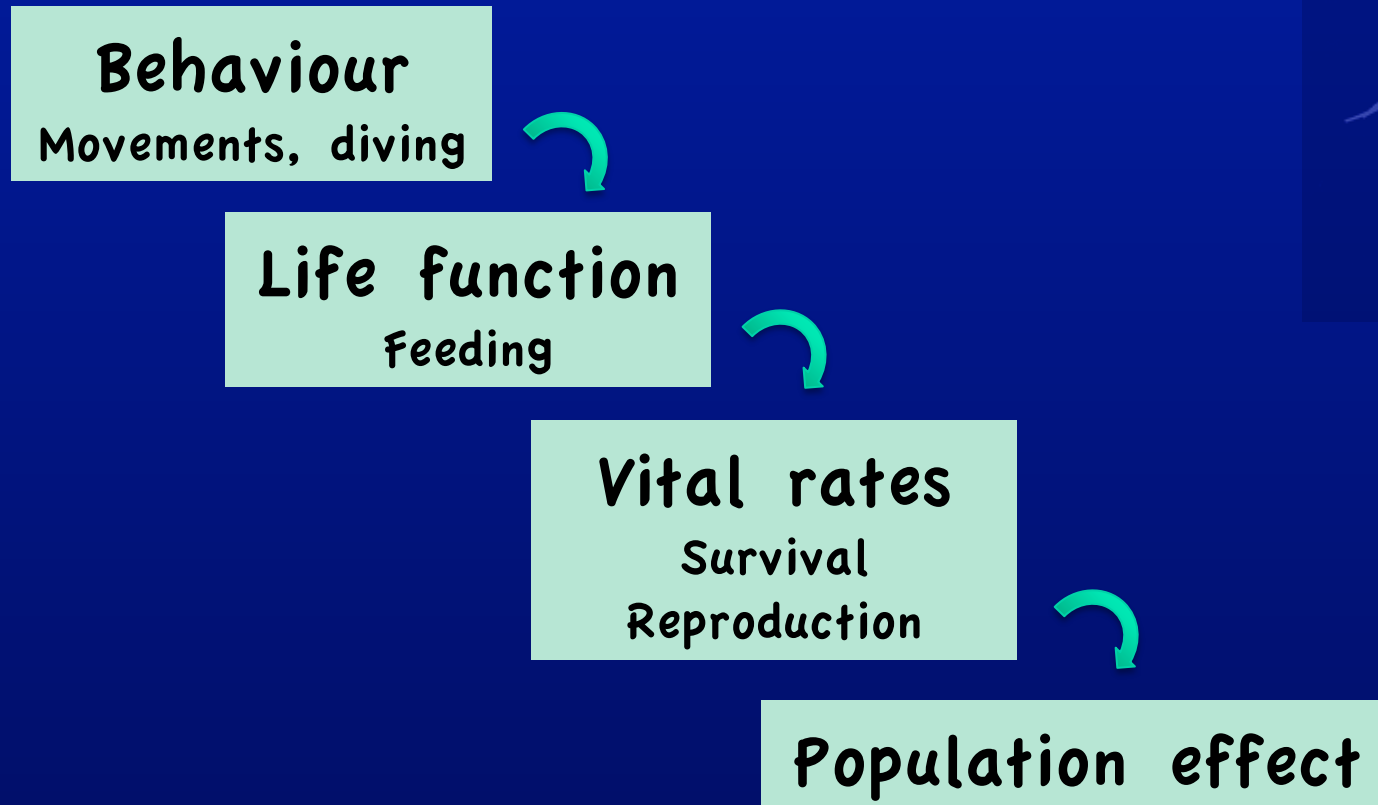 Behaviour
Movements, diving
Life function
Feeding
Vital rates
Survival
Reproduction
Population effect